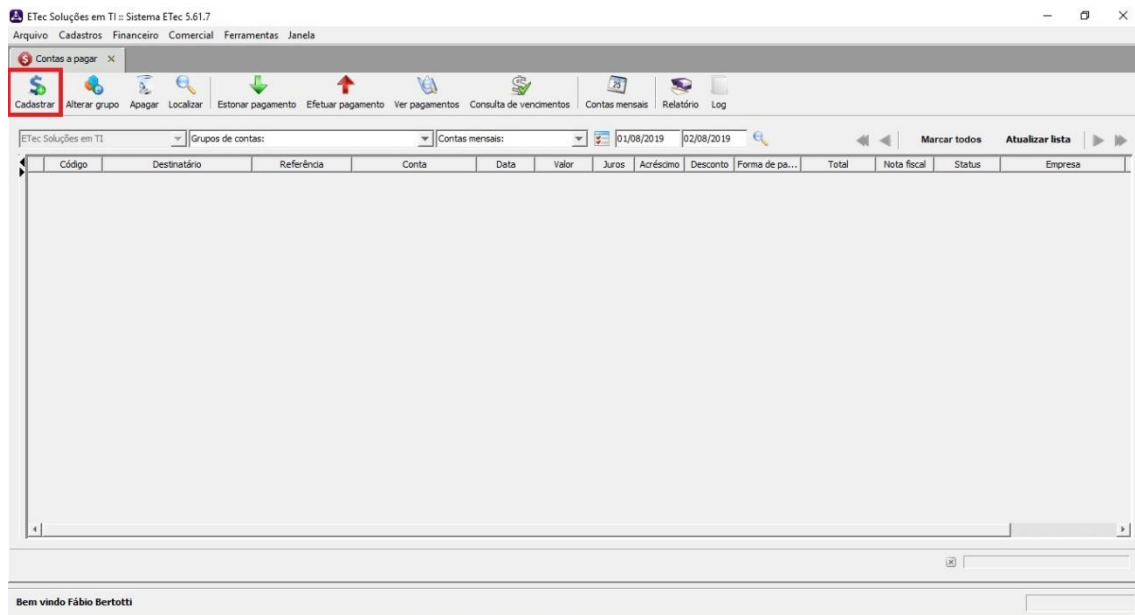 ETec Soluções em TI :: Sistema ETec 5.61.7
Arquivo Cadastros Financeiro Comercial Ferramentas Janela
Contas a pagar
Cadastrar Alterar grupo Apagar Localizar Estonar pagamento Efetuar pagamento Ver pagamentos Consulta de vencimentos Contas mensais Relatório Log
ETec Soluções em TI Grupos de contas: Contas mensais: 01/08/2019 02/08/2019 Marcar todos Atualizar lista
Código Destinatário Referência Conta Data Valor Juros Acréscimo Desconto Forma de pa... Total Nota fiscal Status Empresa
Bem vindo Fábio Bertotti